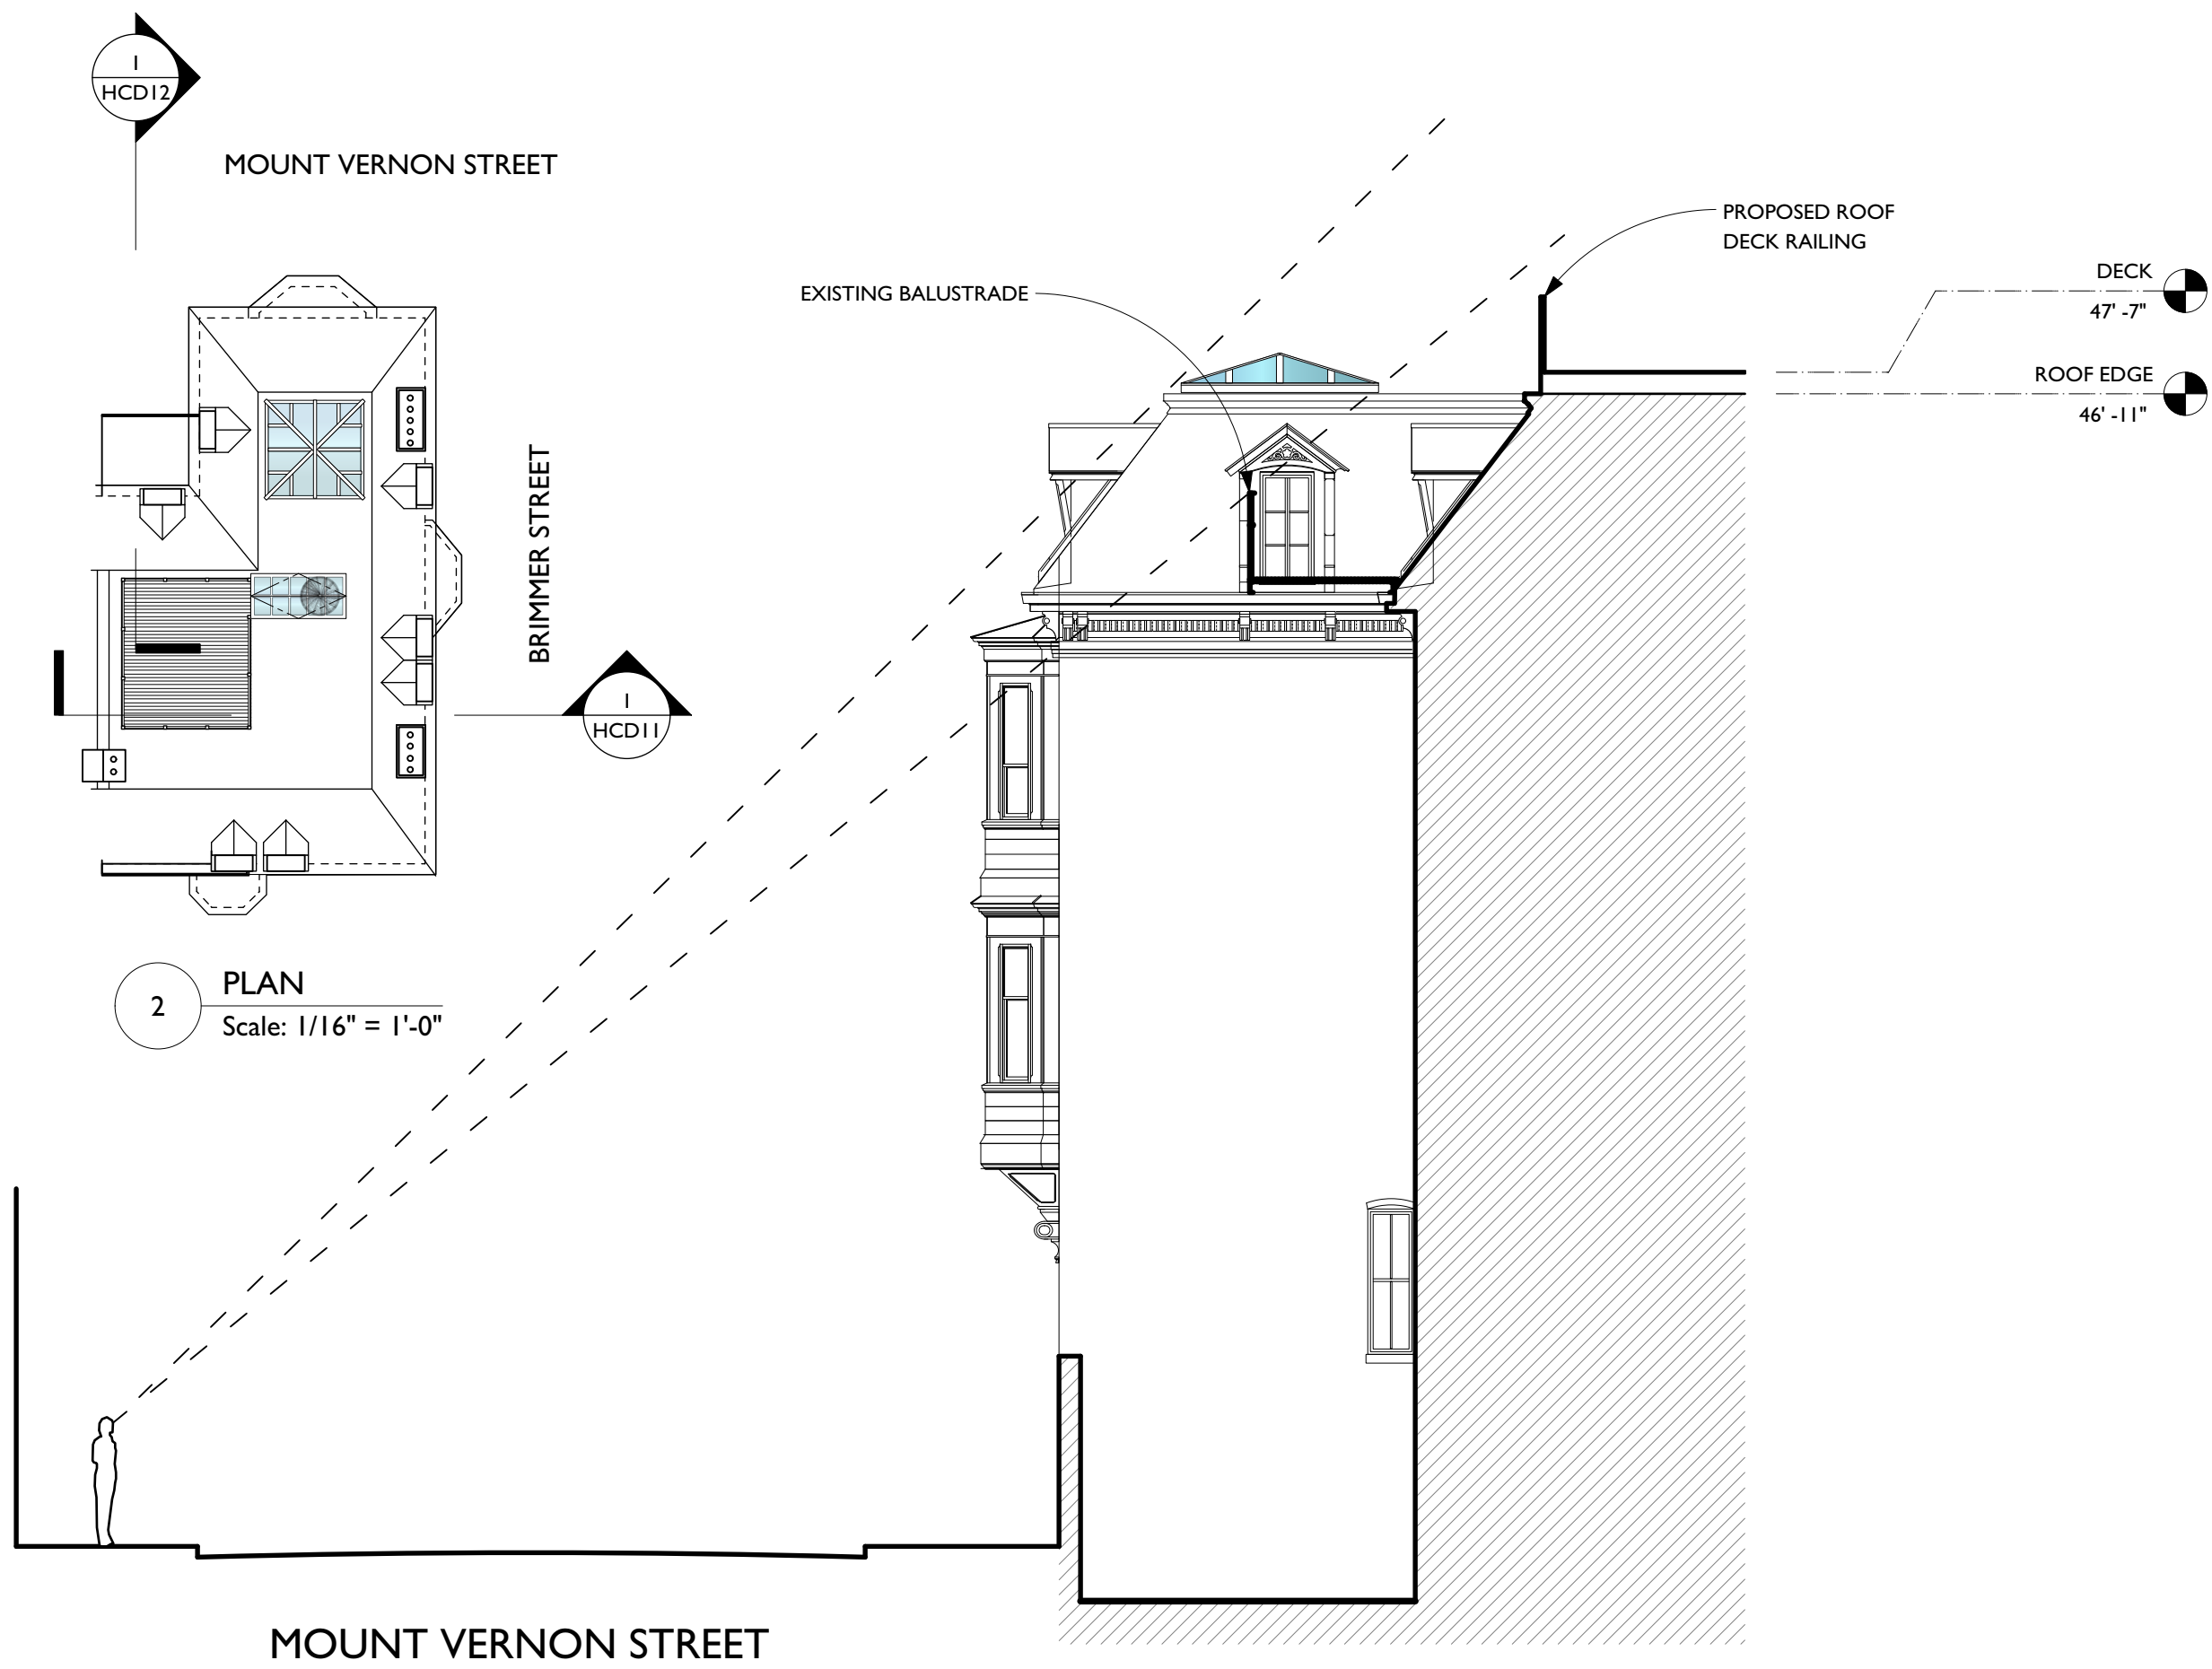 1
HCD12
MOUNT VERNON STREET
BRIMMER STREET
1
HCD11
2
PLAN
Scale: 1/16" = 1'-0"
EXISTING BALUSTRADE
PROPOSED ROOF
DECK RAILING
DECK
47' -7"
ROOF EDGE
46' -11"
MOUNT VERNON STREET